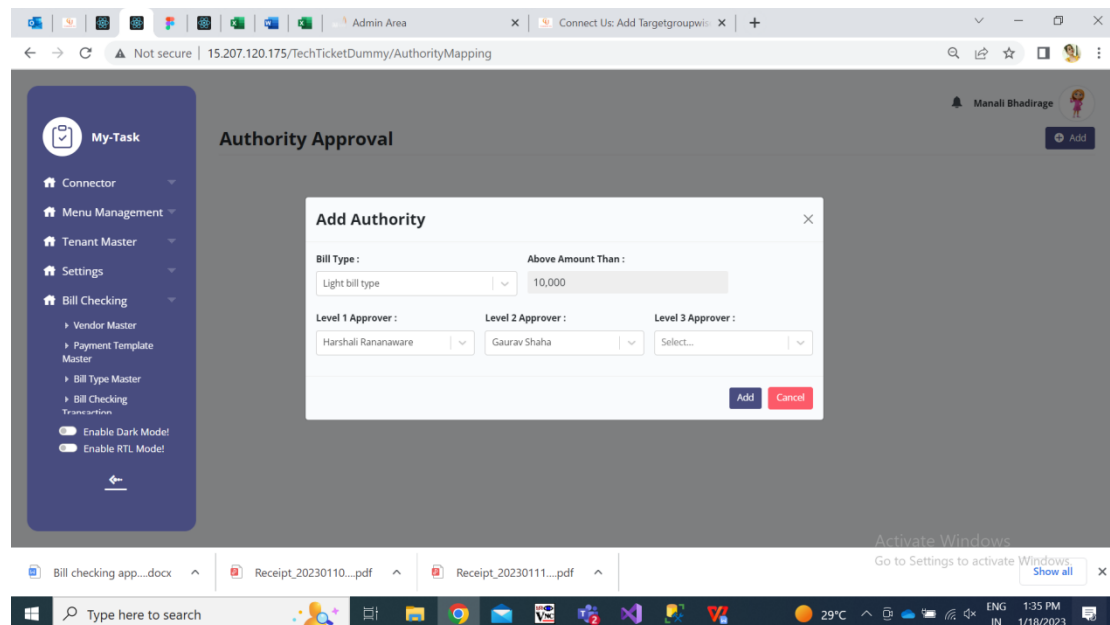 Admin Area
Connect Us: Add Targetgroupwis
Not secure | 15.207.120.175/TechTicketDummy/AuthorityMapping
Manali Bhadirage
My-Task
Authority Approval
Add
Connector
Menu Management
Tenant Master
Settings
Bill Checking
Vendor Master
Payment Template
Master
Bill Type Master
Bill Checking
Transaction
Enable Dark Mode!
Enable RTL Mode!
Add Authority
Bill Type :
Above Amount Than :
Light bill type
10,000
Level 1 Approver :
Level 2 Approver :
Level 3 Approver :
Harshali Rananaware
Gaurav Shaha
Select...
Add
Cancel
Activate Windows
Go to Settings to activate Windows.
Bill checking app....docx
Receipt_20230110....pdf
Receipt_20230111....pdf
Show all
Type here to search
29°C
ENG
IN
1:35 PM
1/18/2023